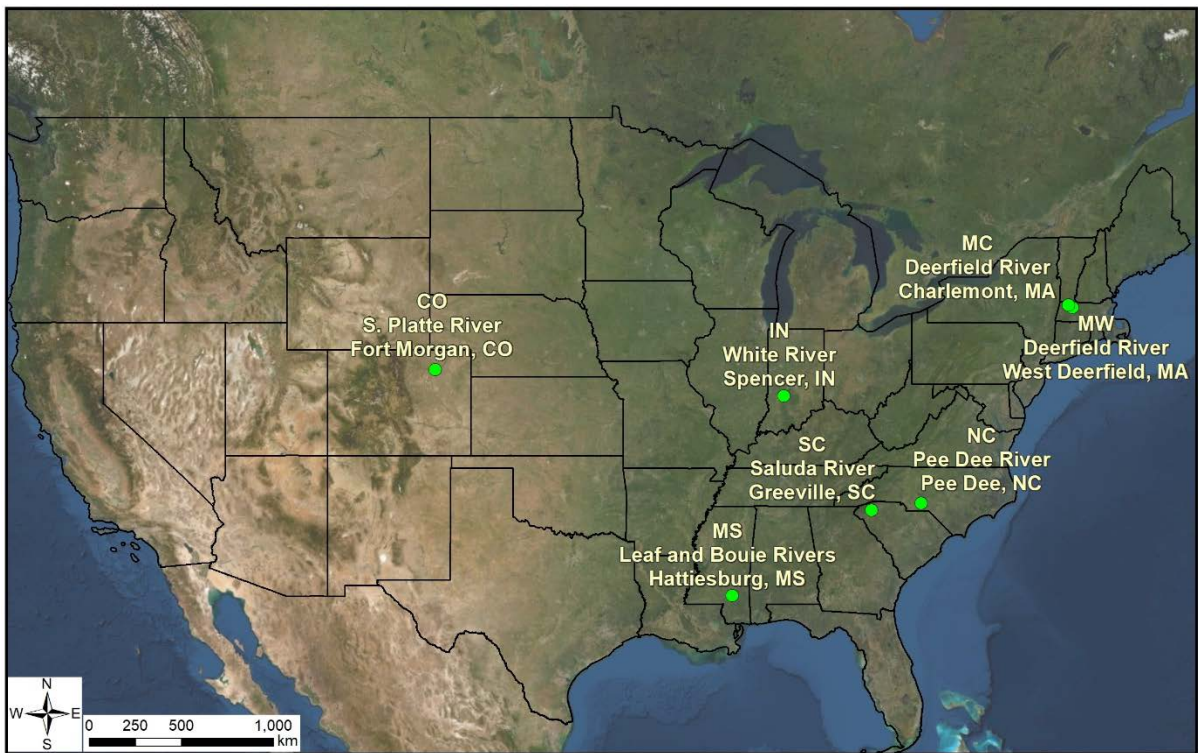 MC
Deerfield River
Charlemont, MA
MW
Deerfield River
West Deerfield, MA
CO
S. Platte River
Fort Morgan, CO
IN
White River
Spencer, IN
SC
Saluda River
Greeville, SC
NC
Pee Dee River
Pee Dee, NC
MS
Leaf and Bouie Rivers
Hattiesburg, MS
N
W E
S
0 250 500 1,000
km